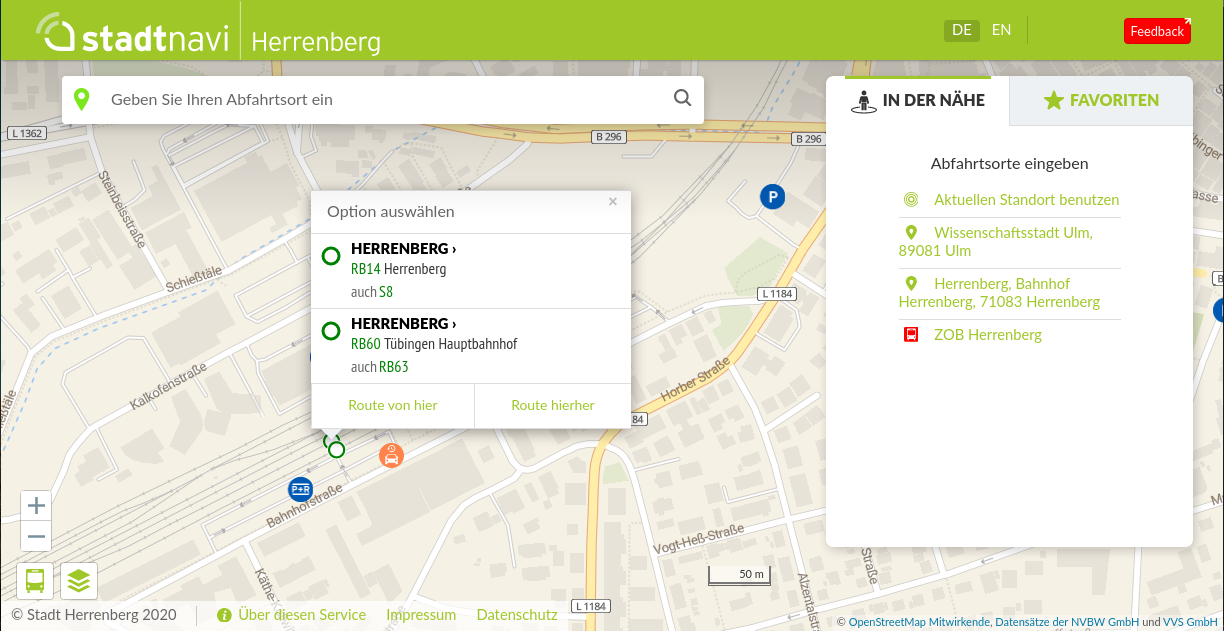 stadtnavi Herrenberg
DE EN
Feedback
Geben Sie Ihren Abfahrtsort ein
IN DER NÄHE
FAVORITEN
Abfahrtsorte eingeben
Aktuellen Standort benutzen
Wissenschaftsstadt Ulm,
89081 Ulm
Herrenberg, Bahnhof
Herrenberg, 71083 Herrenberg
ZOB Herrenberg
L 1362
B 296
B 296
P
Steinbeisstraße
Schießtäle
Option auswählen
×
HERRENBERG ›
RB14 Herrenberg
auch S8
HERRENBERG ›
RB60 Tübingen Hauptbahnhof
auch RB63
Route von hier
Route hierher
L 1184
Horber Straße
Kalkofenstraße
P+R
Bahnhofstraße
Vogt-Heß-Straße
+
−
50 m
L 1184
© Stadt Herrenberg 2020
Über diesen Service
Impressum
Datenschutz
© OpenStreetMap Mitwirkende, Datensätze der NVBW GmbH und VVS GmbH